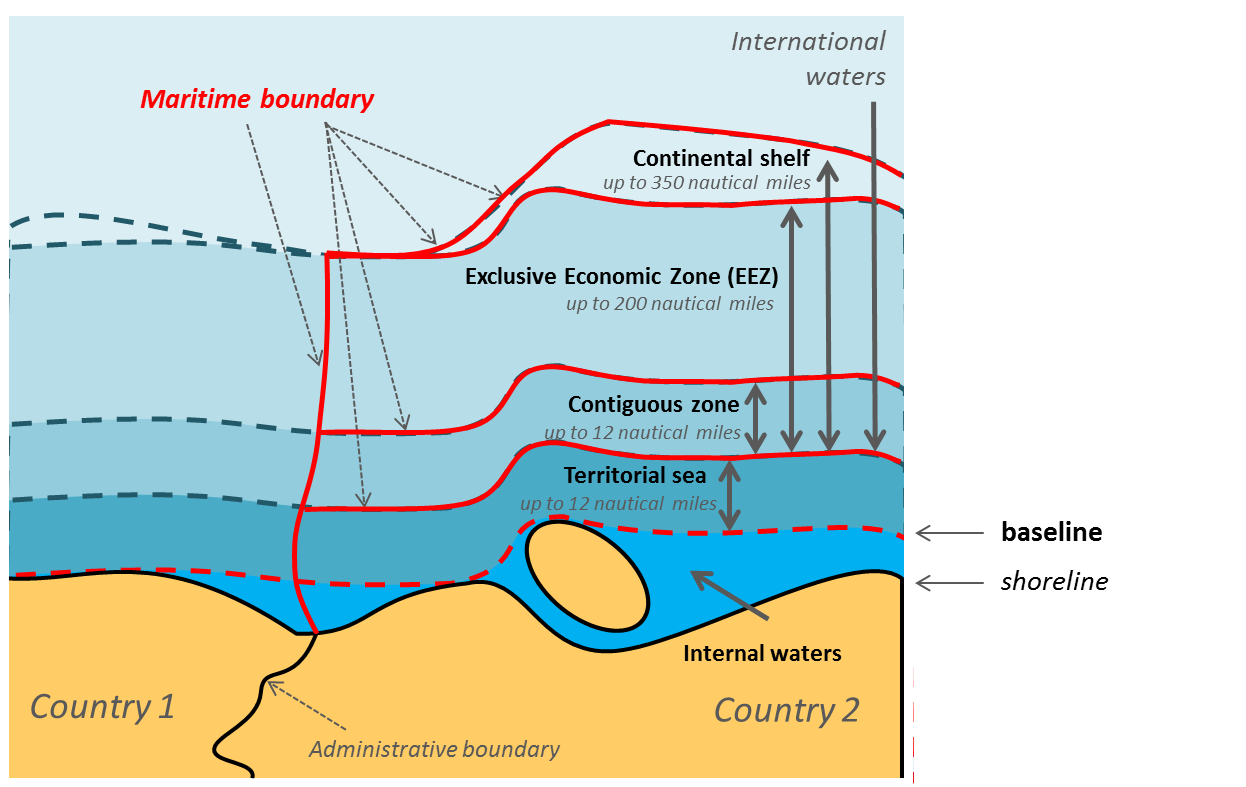 International
waters
Maritime boundary
Continental shelf
up to 350 nautical miles
Exclusive Economic Zone (EEZ)
up to 200 nautical miles
Contiguous zone
up to 12 nautical miles
Territorial sea
up to 12 nautical miles
baseline
shoreline
Internal waters
Country 1
Country 2
Administrative boundary